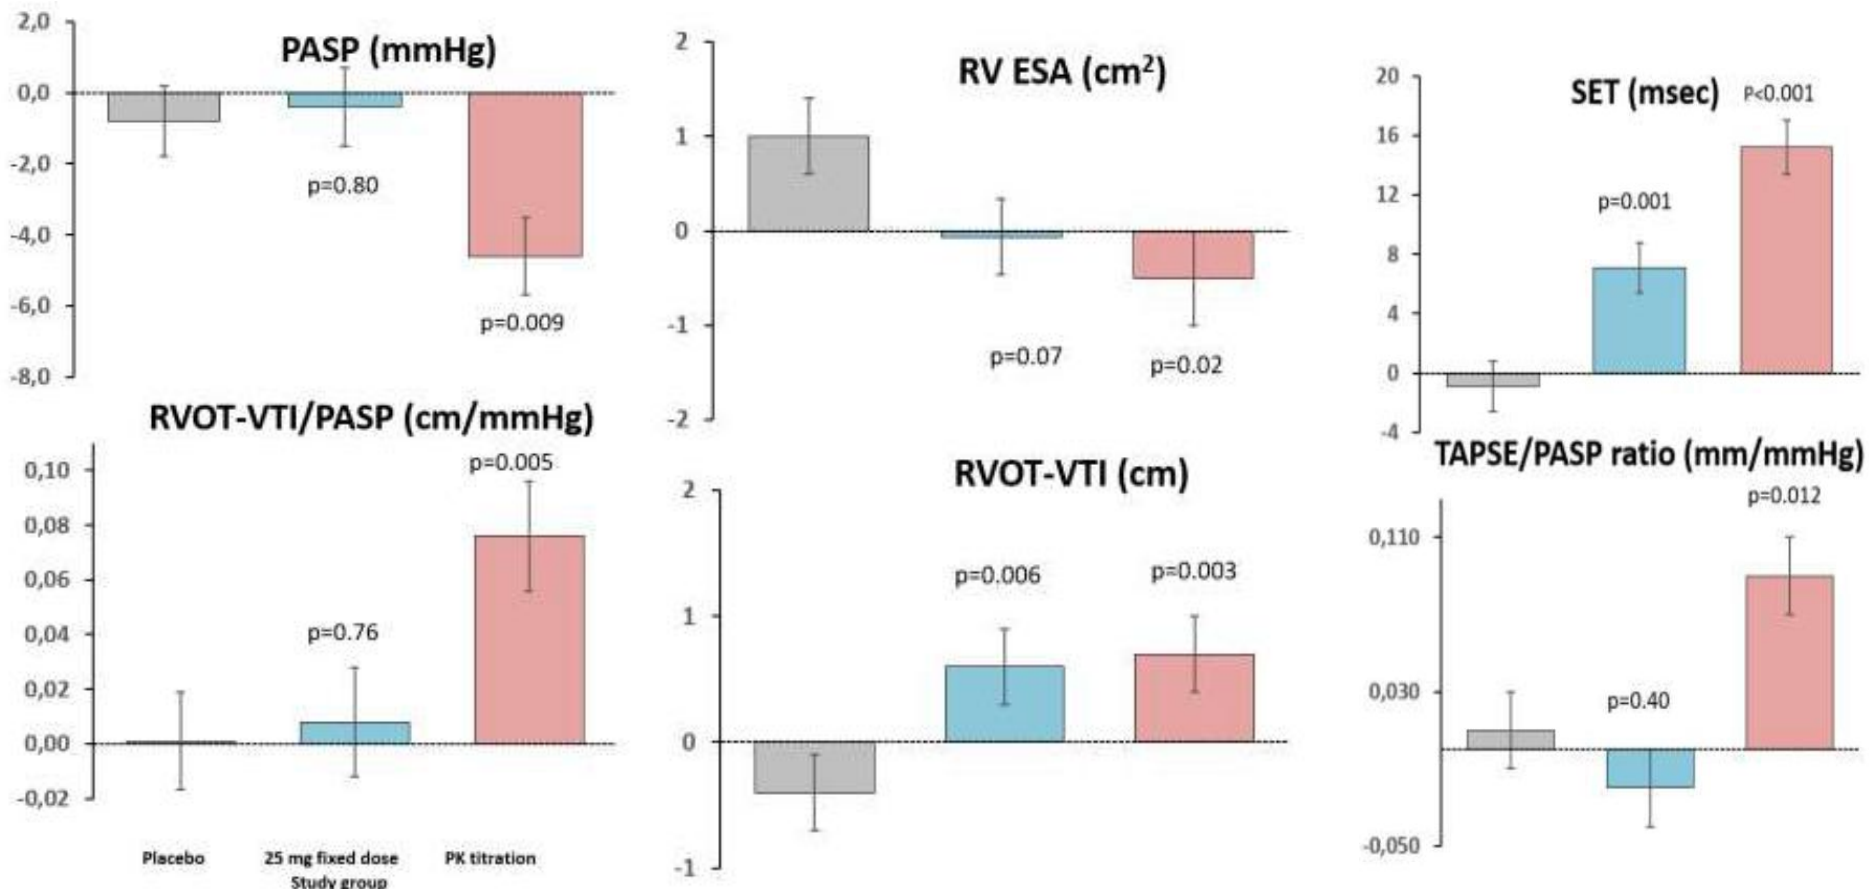 PASP (mmHg)
2,0
0,0
-2,0
-4,0
-6,0
-8,0
p=0.80
p=0.009
RV ESA (cm²)
2
1
0
-1
-2
p=0.07
p=0.02
SET (msec)
P<0.001
20
16
12
8
4
0
-4
p=0.001
RVOT-VTI/PASP (cm/mmHg)
0,10
0,08
0,06
0,04
0,02
0,00
-0,02
p=0.005
p=0.76
Placebo
25 mg fixed dose
PK titration
Study group
RVOT-VTI (cm)
2
1
0
-1
p=0.006
p=0.003
TAPSE/PASP ratio (mm/mmHg)
p=0.012
0,110
0,030
-0,050
p=0.40